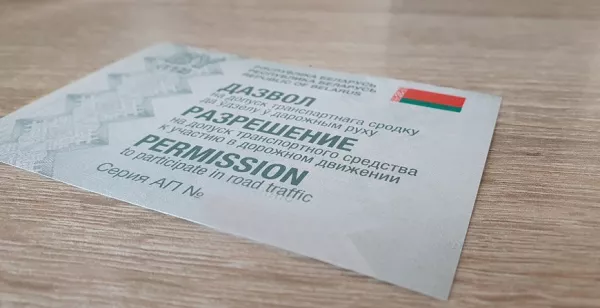 РЭСПУБЛІКА БЕЛАРУСЬ
РЕСПУБЛИКА БЕЛАРУСЬ
REPUBLIC OF BELARUS
ДАЗВОЛ
на допуск транспартнага сродку
да ўдзелу ў дарожным руху
РАЗРЕШЕНИЕ
на допуск транспортного средства
к участию в дорожном движении
PERMISSION
to participate in road traffic
Серия АП №